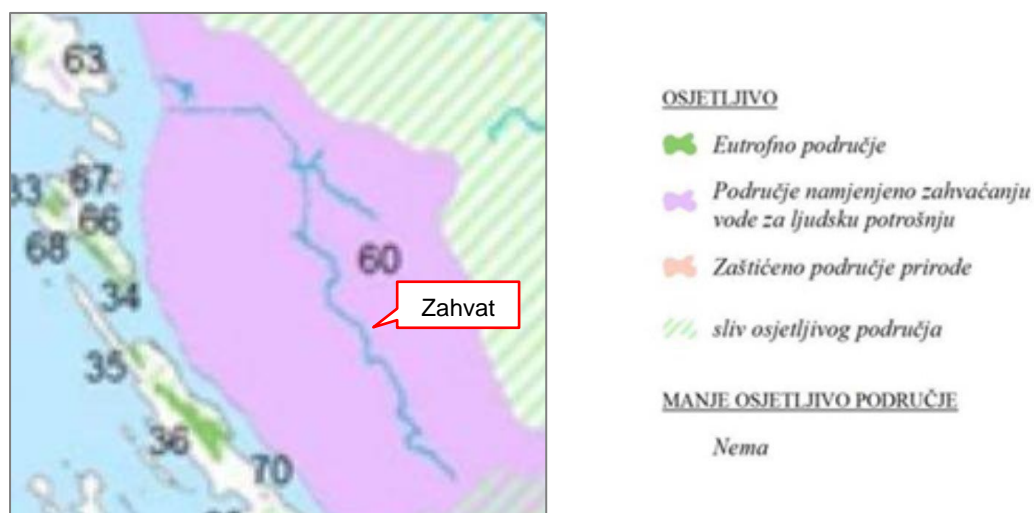 63
67
66
68
34
60
Zahvat
35
36
70
OSJETLJIVO
Eutrofno područje
Područje namjenjeno zahvaćanju
vode za ljudsku potrošnju
Zaštićeno područje prirode
sliv osjetljivog područja
MANJE OSJETLJIVO PODRUČJE
Nema